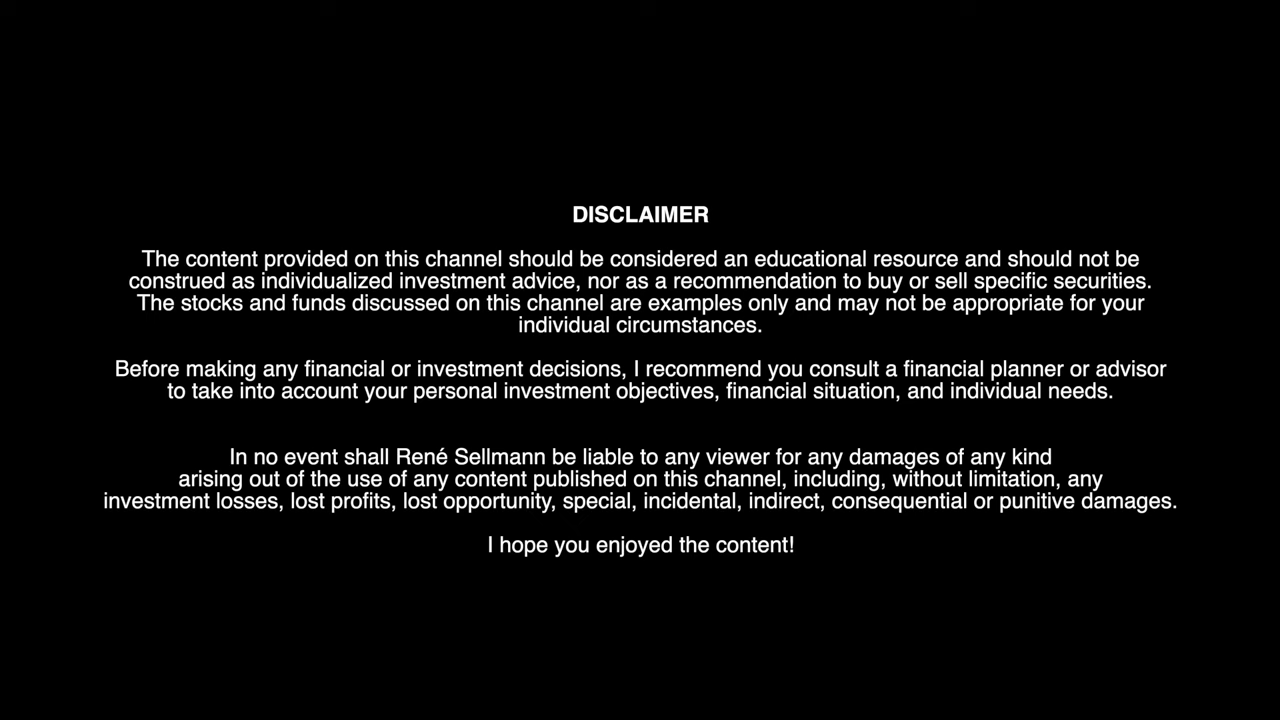 DISCLAIMER
The content provided on this channel should be considered an educational resource and should not be
construed as individualized investment advice, nor as a recommendation to buy or sell specific securities.
The stocks and funds discussed on this channel are examples only and may not be appropriate for your
individual circumstances.
Before making any financial or investment decisions, I recommend you consult a financial planner or advisor
to take into account your personal investment objectives, financial situation, and individual needs.
In no event shall René Sellmann be liable to any viewer for any damages of any kind
arising out of the use of any content published on this channel, including, without limitation, any
investment losses, lost profits, lost opportunity, special, incidental, indirect, consequential or punitive damages.
I hope you enjoyed the content!